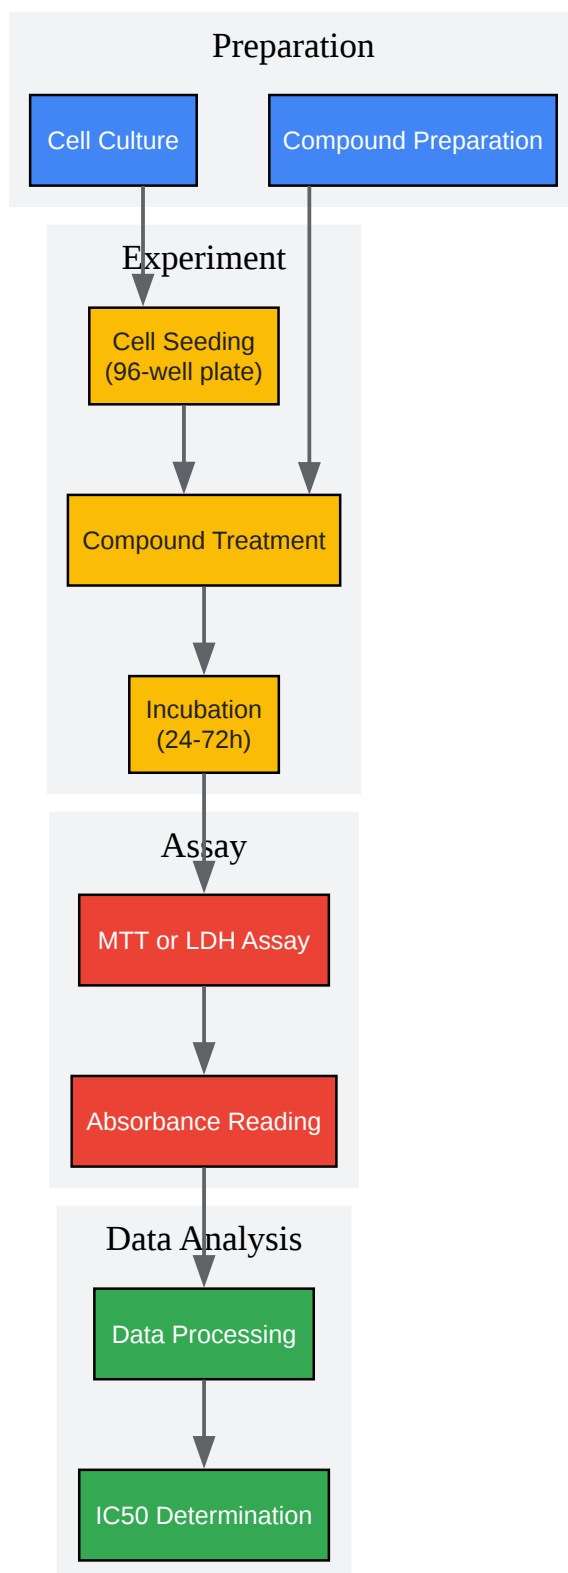 Preparation
Cell Culture
Compound Preparation
Experiment
Cell Seeding
(96-well plate)
Compound Treatment
Incubation
(24-72h)
Assay
MTT or LDH Assay
Absorbance Reading
Data Analysis
Data Processing
IC50 Determination